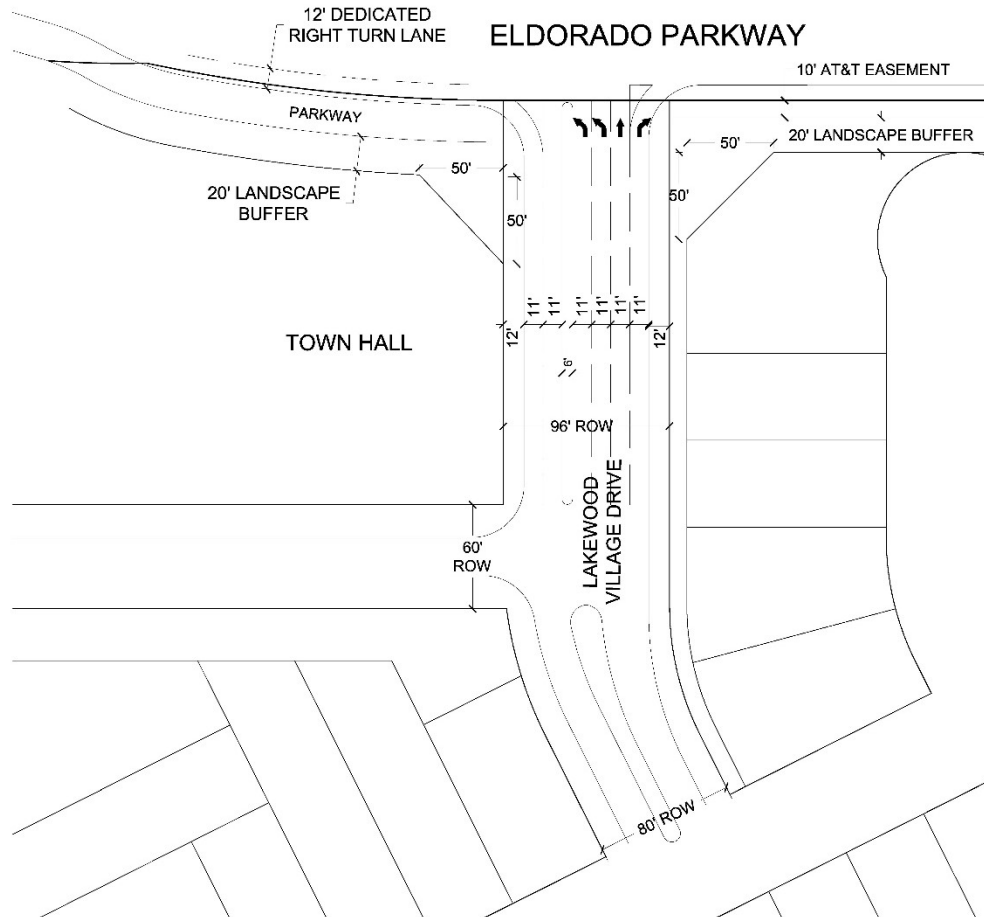 12' DEDICATED
RIGHT TURN LANE
ELDORADO PARKWAY
10' AT&T EASEMENT
PARKWAY
20' LANDSCAPE BUFFER
50'
50'
20' LANDSCAPE
BUFFER
50'
50'
11'
11'
11'
11'
11'
11'
12'
12'
TOWN HALL
6'
96' ROW
LAKEWOOD
VILLAGE DRIVE
60'
ROW
80' ROW